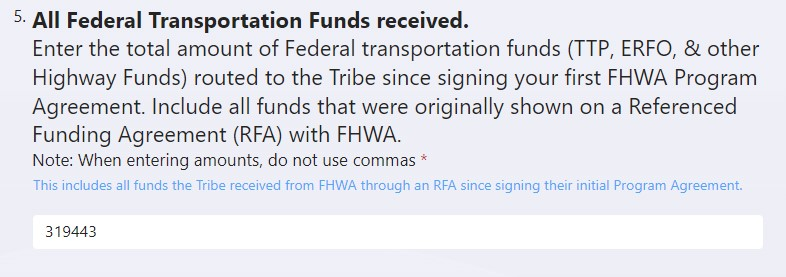 5. All Federal Transportation Funds received.
Enter the total amount of Federal transportation funds (TTP, ERFO, & other
Highway Funds) routed to the Tribe since signing your first FHWA Program
Agreement. Include all funds that were originally shown on a Referenced
Funding Agreement (RFA) with FHWA.
Note: When entering amounts, do not use commas *
This includes all funds the Tribe received from FHWA through an RFA since signing their initial Program Agreement.
319443